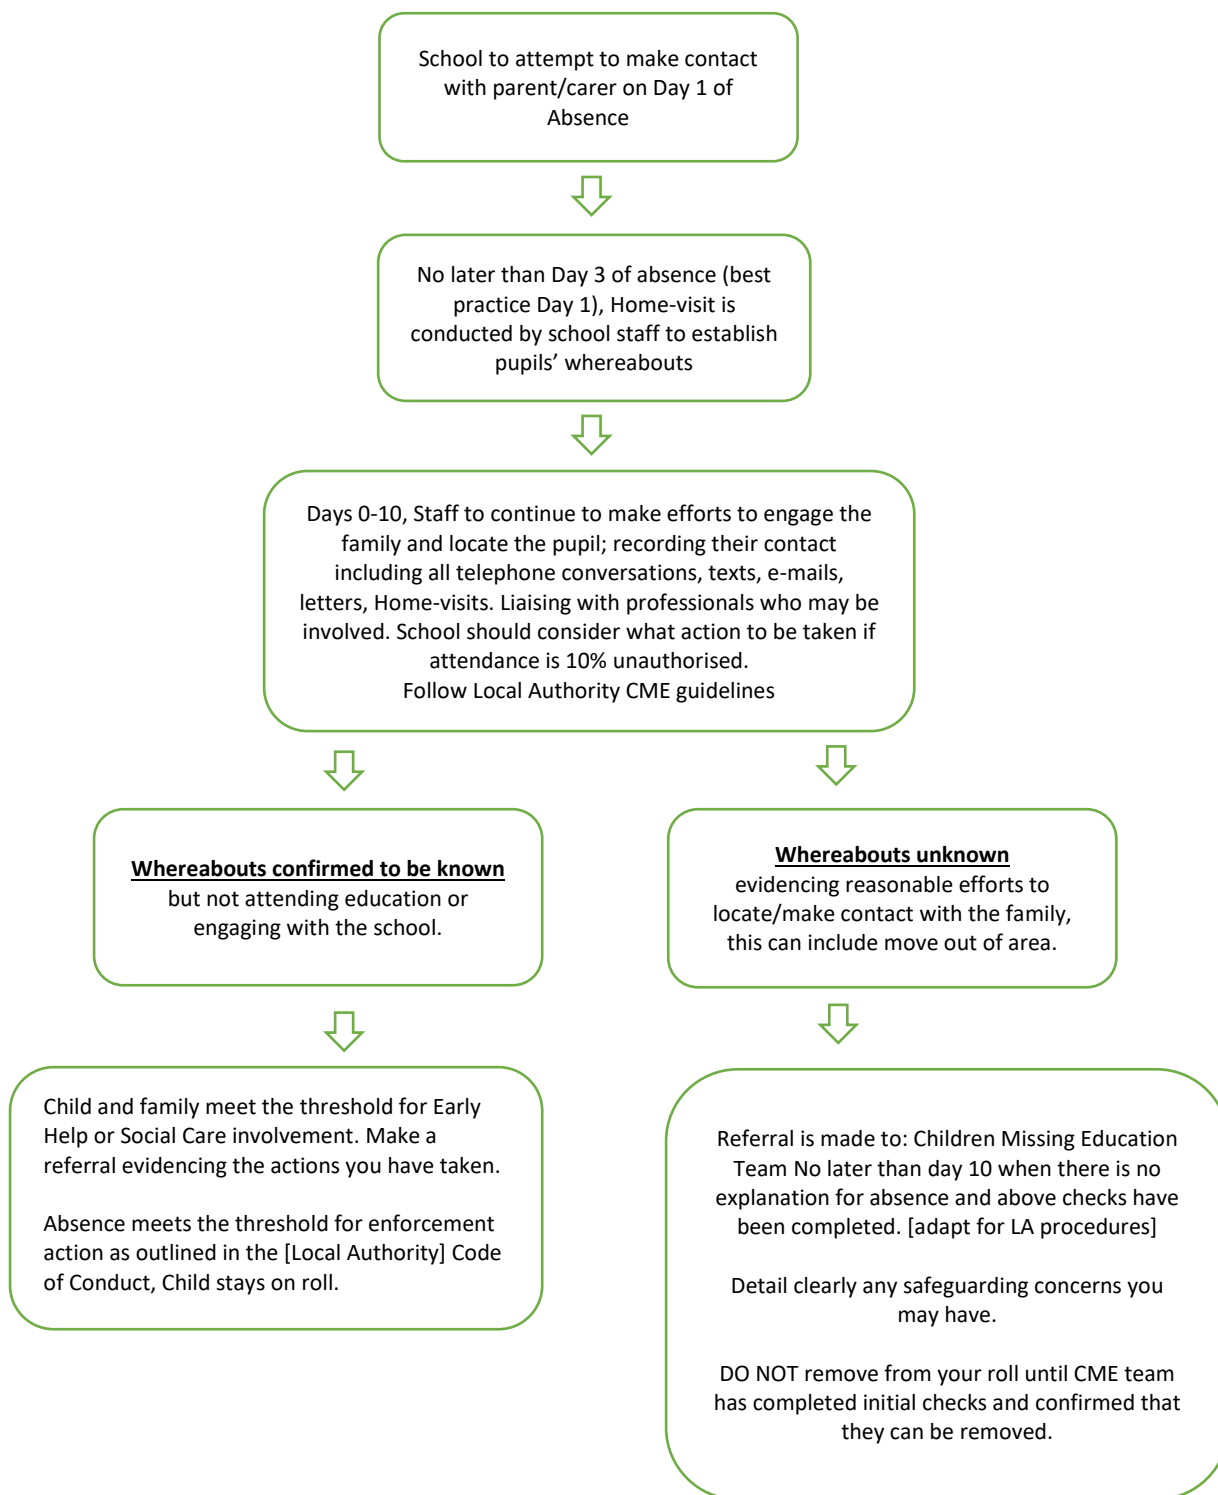 School to attempt to make contact
with parent/carer on Day 1 of
Absence
No later than Day 3 of absence (best
practice Day 1), Home-visit is
conducted by school staff to establish
pupils’ whereabouts
Days 0-10, Staff to continue to make efforts to engage the
family and locate the pupil; recording their contact
including all telephone conversations, texts, e-mails,
letters, Home-visits. Liaising with professionals who may be
involved. School should consider what action to be taken if
attendance is 10% unauthorised.
Follow Local Authority CME guidelines
Whereabouts confirmed to be known
but not attending education or
engaging with the school.
Whereabouts unknown
evidencing reasonable efforts to
locate/make contact with the family,
this can include move out of area.
Child and family meet the threshold for Early
Help or Social Care involvement. Make a
referral evidencing the actions you have taken.
Absence meets the threshold for enforcement
action as outlined in the [Local Authority] Code
of Conduct, Child stays on roll.
Referral is made to: Children Missing Education
Team No later than day 10 when there is no
explanation for absence and above checks have
been completed. [adapt for LA procedures]
Detail clearly any safeguarding concerns you
may have.
DO NOT remove from your roll until CME team
has completed initial checks and confirmed that
they can be removed.